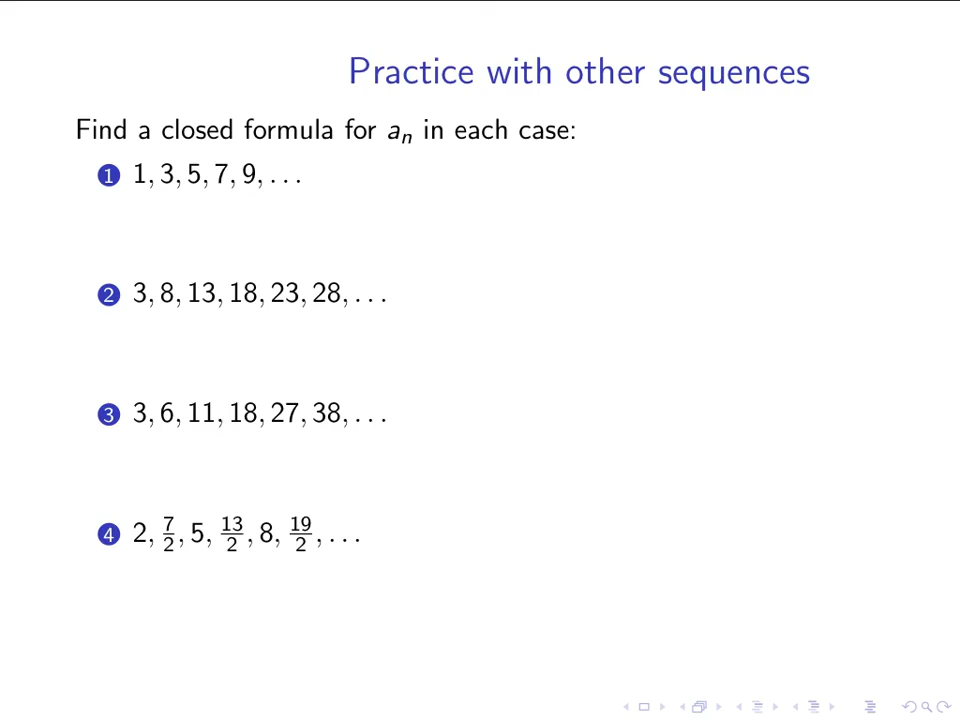 Practice with other sequences
Find a closed formula for aₙ in each case:
1 1, 3, 5, 7, 9, . . .
2 3, 8, 13, 18, 23, 28, . . .
3 3, 6, 11, 18, 27, 38, . . .
4 2, 7/2, 5, 13/2, 8, 19/2, . . .